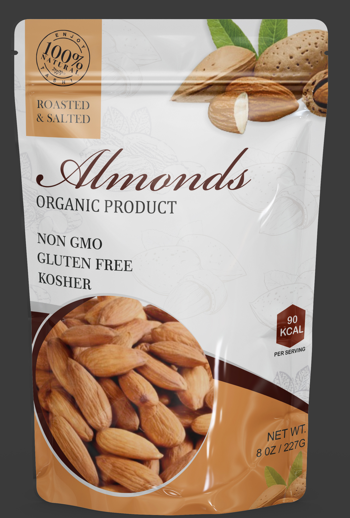 ENJOY
100%
NATURAL
ROASTED
& SALTED
Almonds
ORGANIC PRODUCT
NON GMO
GLUTEN FREE
KOSHER
90
KCAL
PER SERVING
NET WT.
8 OZ / 227G